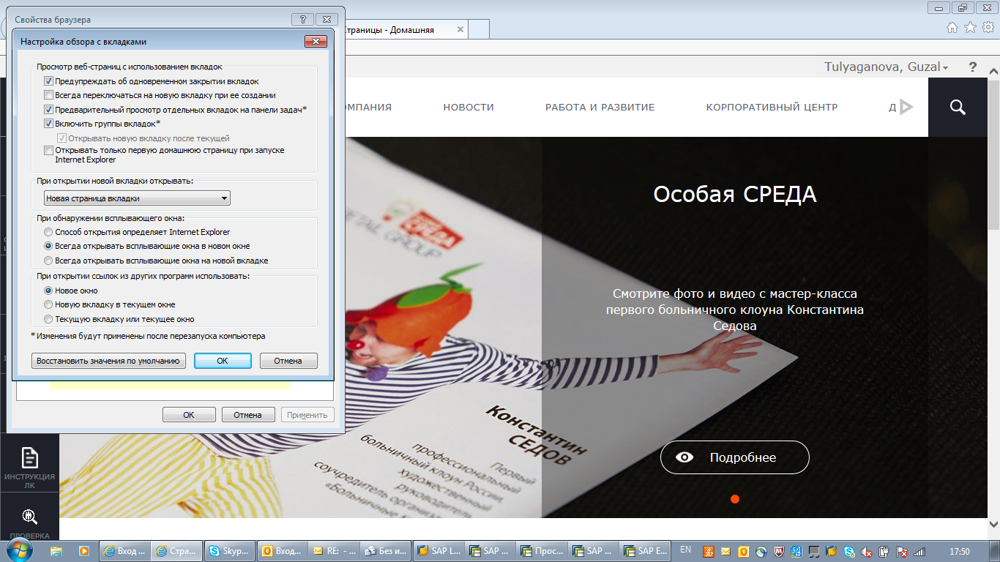 Свойства браузера
Настройка обзора с вкладками
Просмотр веб-страниц с использованием вкладок
Предупреждать об одновременном закрытии вкладок
Всегда переключаться на новую вкладку при ее создании
Предварительный просмотр отдельных вкладок на панели задач*
Включить группы вкладок*
Открывать новую вкладку после текущей
Открывать только первую домашнюю страницу при запуске
Internet Explorer
При открытии новой вкладки открывать:
Новая страница вкладки
При обнаружении всплывающего окна:
Способ открытия определяет Internet Explorer
Всегда открывать всплывающие окна в новом окне
Всегда открывать всплывающие окна на новой вкладке
При открытии ссылок из других программ использовать:
Новое окно
Новую вкладку в текущем окне
Текущую вкладку или текущее окно
* Изменения будут применены после перезапуска компьютера
Восстановить значения по умолчанию
ОК
Отмена
ОК
Отмена
Применить
Страницы - Домашняя
Tulyaganova, Guzal
?
ОМПАНИЯ
НОВОСТИ
РАБОТА И РАЗВИТИЕ
КОРПОРАТИВНЫЙ ЦЕНТР
Д
Особая СРЕДА
Смотрите фото и видео с мастер-класса
первого больничного клоуна Константина
Седова
Подробнее
СРЕДА
GROUP
Константин
СЕДОВ
Первый
профессиональный
больничный клоун России,
художественный
руководитель
соучредитель
«Больничные
ИНСТРУКЦИЯ
ЛК
ПРОВЕРКА
Вход ...
Стра...
Skyp...
Вход...
RE: - ...
Без и...
SAP L...
SAP ...
Прос...
SAP ...
SAP E...
EN
17:50